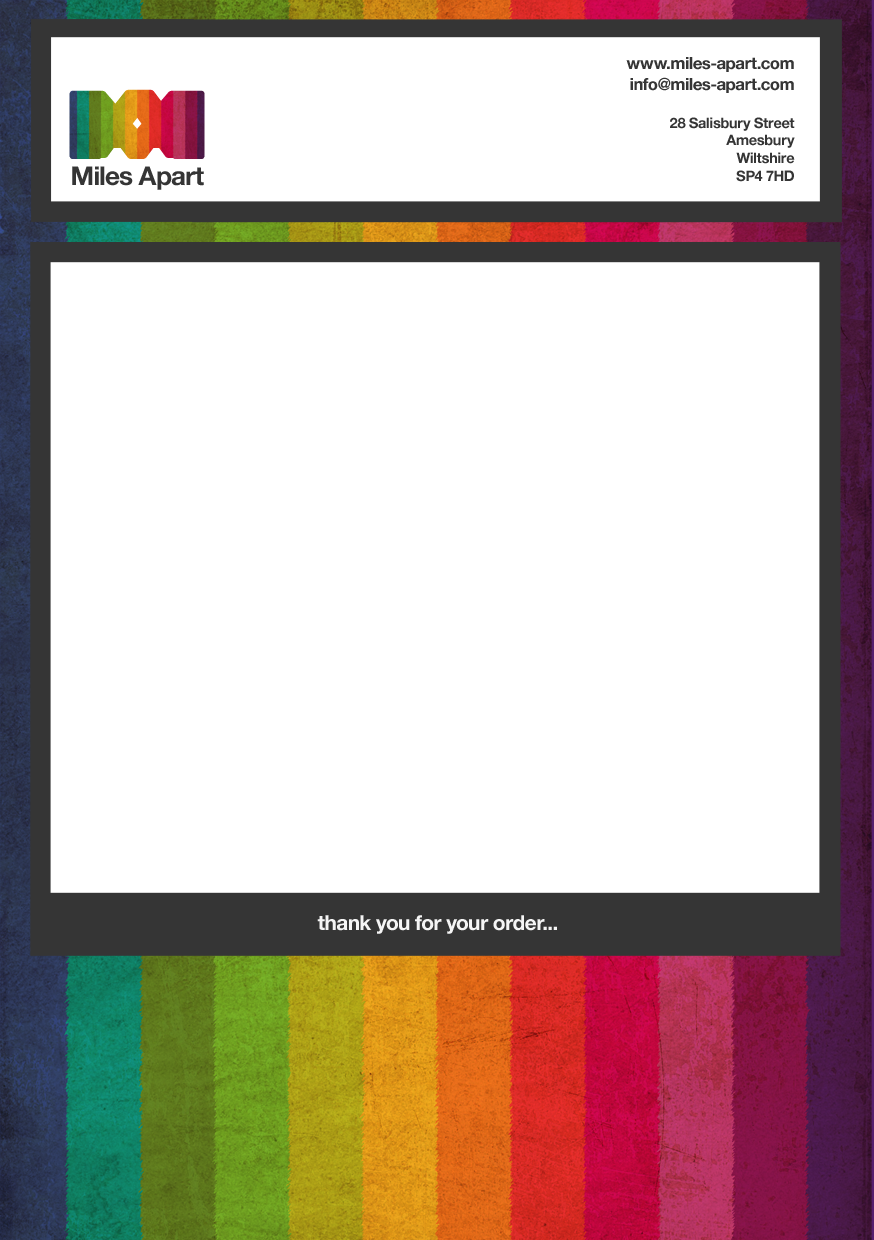 www.miles-apart.com
info@miles-apart.com
28 Salisbury Street
Amesbury
Wiltshire
SP4 7HD
Miles Apart
thank you for your order...